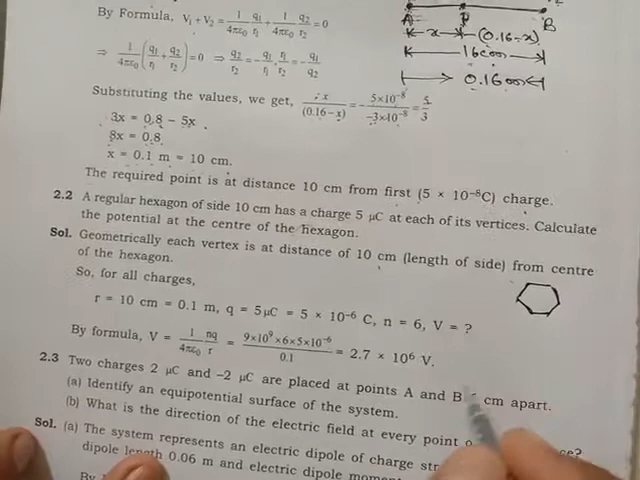 By Formula, V₁ + V₂ = 1/4πε₀ q₁/r₁ + 1/4πε₀ q₂/r₂ = 0
A P B
x (0.16-x)
16cm
⇒ 1/4πε₀ (q₁/r₁ + q₂/r₂) = 0 ⇒ q₂/r₂ = -q₁/r₁, r₁/r₂ = -q₁/q₂
0.16m
Substituting the values, we get, x/(0.16-x) = -5×10⁻⁸/-3×10⁻⁸ = 5/3
3x = 0.8 − 5x
8x = 0.8
x = 0.1 m = 10 cm.
The required point is at distance 10 cm from first (5 × 10⁻⁸C) charge.
2.2 A regular hexagon of side 10 cm has a charge 5 μC at each of its vertices. Calculate
the potential at the centre of the hexagon.
Sol. Geometrically each vertex is at distance of 10 cm (length of side) from centre
of the hexagon.
So, for all charges,
r = 10 cm = 0.1 m, q = 5μC = 5 × 10⁻⁶ C, n = 6, V = ?
By formula, V = 1/4πε₀ nq/r = 9×10⁹×6×5×10⁻⁶/0.1 = 2.7 × 10⁶ V.
2.3 Two charges 2 μC and −2 μC are placed at points A and B cm apart.
(a) Identify an equipotential surface of the system.
(b) What is the direction of the electric field at every point
Sol. (a) The system represents an electric dipole of charge
dipole length 0.06 m and electric dipole